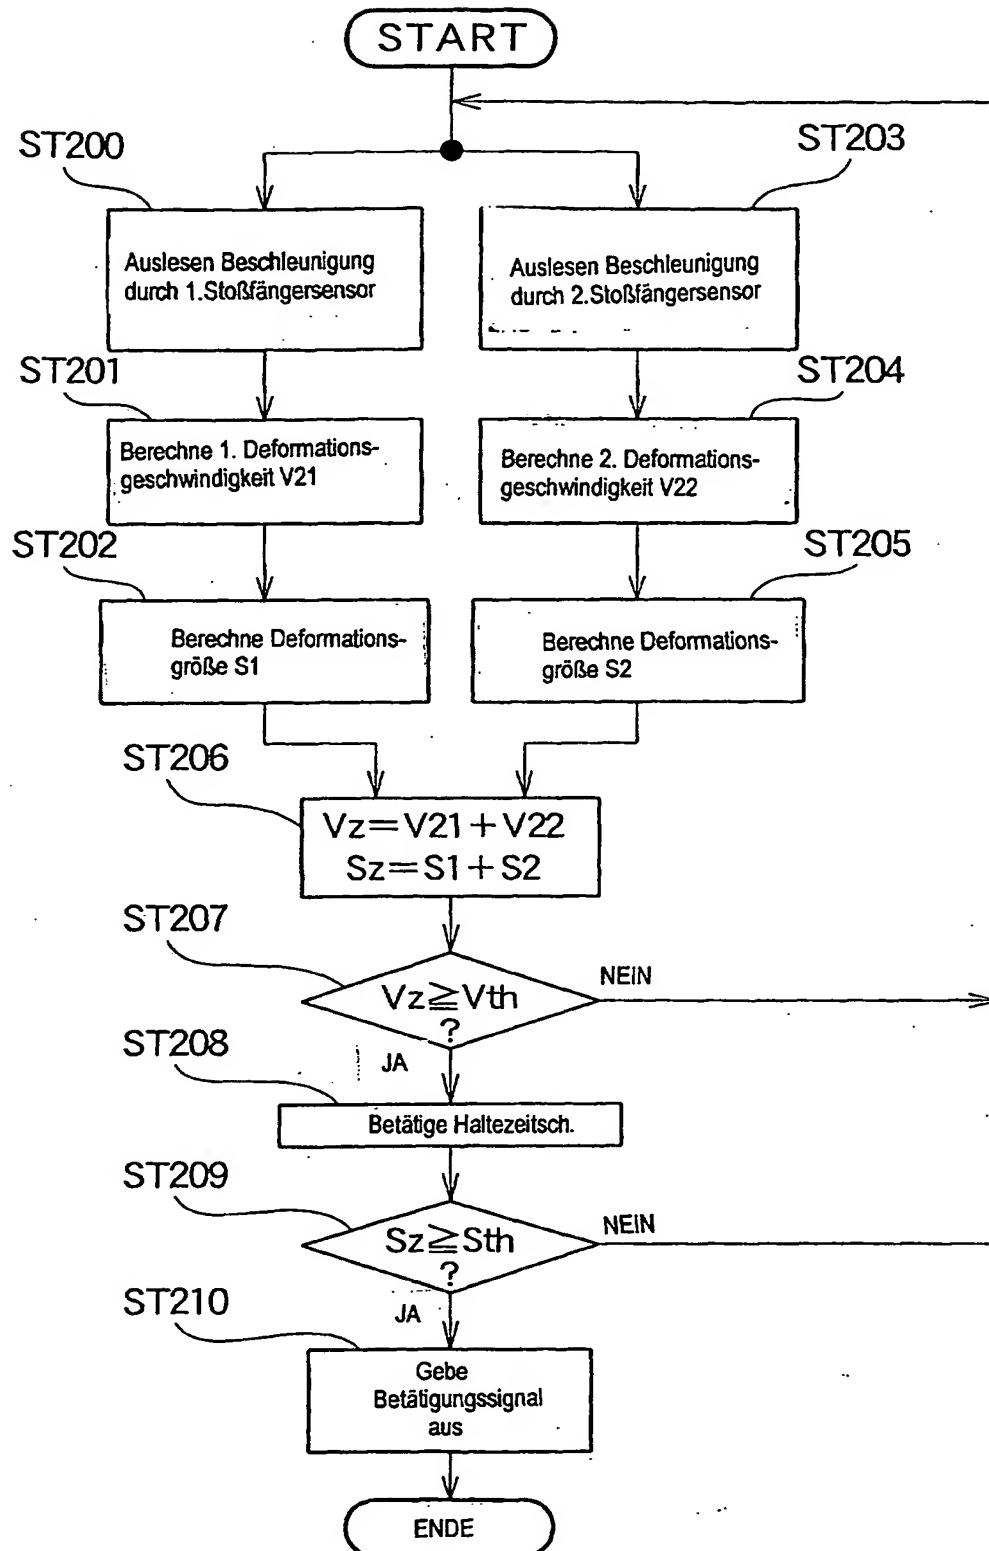 START
ST200
ST203
Auslesen Beschleunigung
durch 1.Stoßfängersensor
Auslesen Beschleunigung
durch 2.Stoßfängersensor
ST201
ST204
Berechne 1. Deformations-
geschwindigkeit V21
Berechne 2. Deformations-
geschwindigkeit V22
ST202
ST205
Berechne Deformations-
größe S1
Berechne Deformations-
größe S2
ST206
Vz=V21+V22
Sz=S1+S2
ST207
Vz≧Vth
?
NEIN
JA
ST208
Betätige Haltezeitsch.
ST209
Sz≧Sth
?
NEIN
JA
ST210
Gebe
Betätigungssignal
aus
ENDE